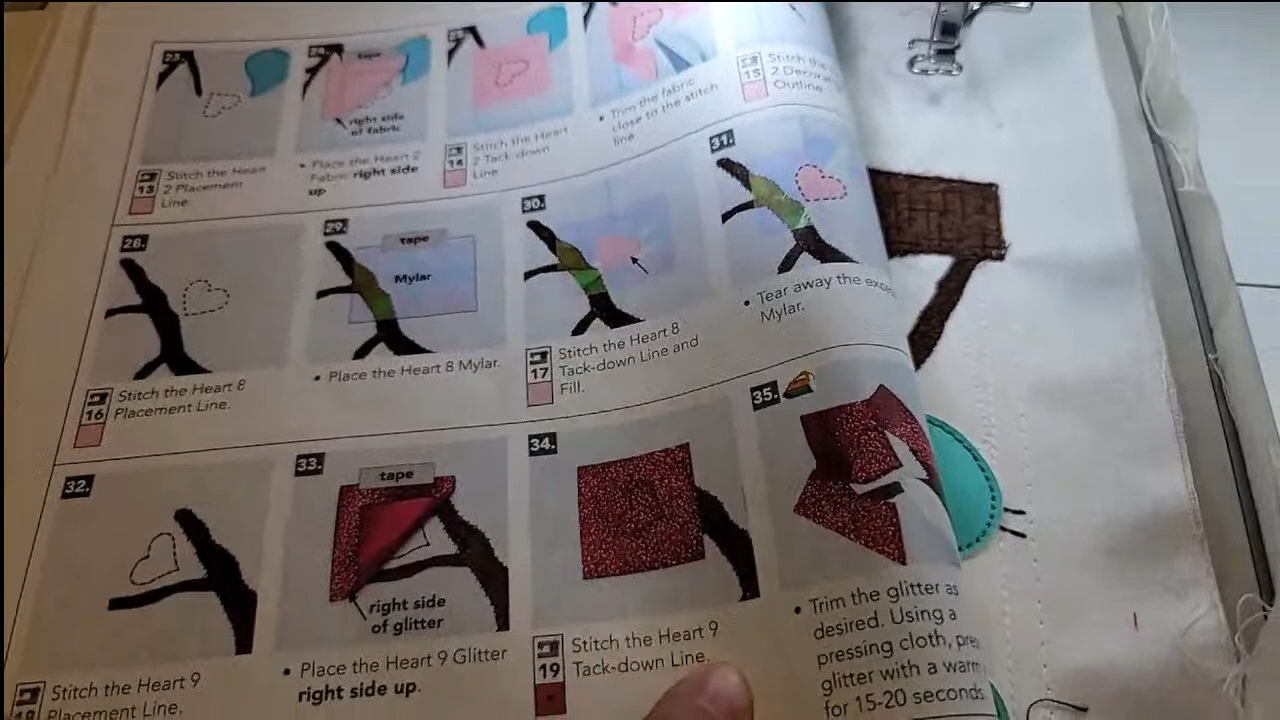 23.
24.
tape
right side
of fabric
13
Stitch the Heart
2 Placement
Line.
• Place the Heart 2
Fabric right side
up
14
Stitch the Heart
2 Tack-down
Line
• Trim the fabric
close to the stitch
line
15
Stitch the
2 Decora
Outline
28.
29.
tape
Mylar
30.
31.
16
Stitch the Heart 8
Placement Line.
• Place the Heart 8 Mylar.
17
Stitch the Heart 8
Tack-down Line and
Fill.
• Tear away the exce
Mylar.
32.
33.
tape
right side
of glitter
34.
35.
18
Stitch the Heart 9
Placement Line.
• Place the Heart 9 Glitter
right side up.
19
Stitch the Heart 9
Tack-down Line.
• Trim the glitter as
desired. Using a
pressing cloth, pre
glitter with a warm
for 15-20 seconds